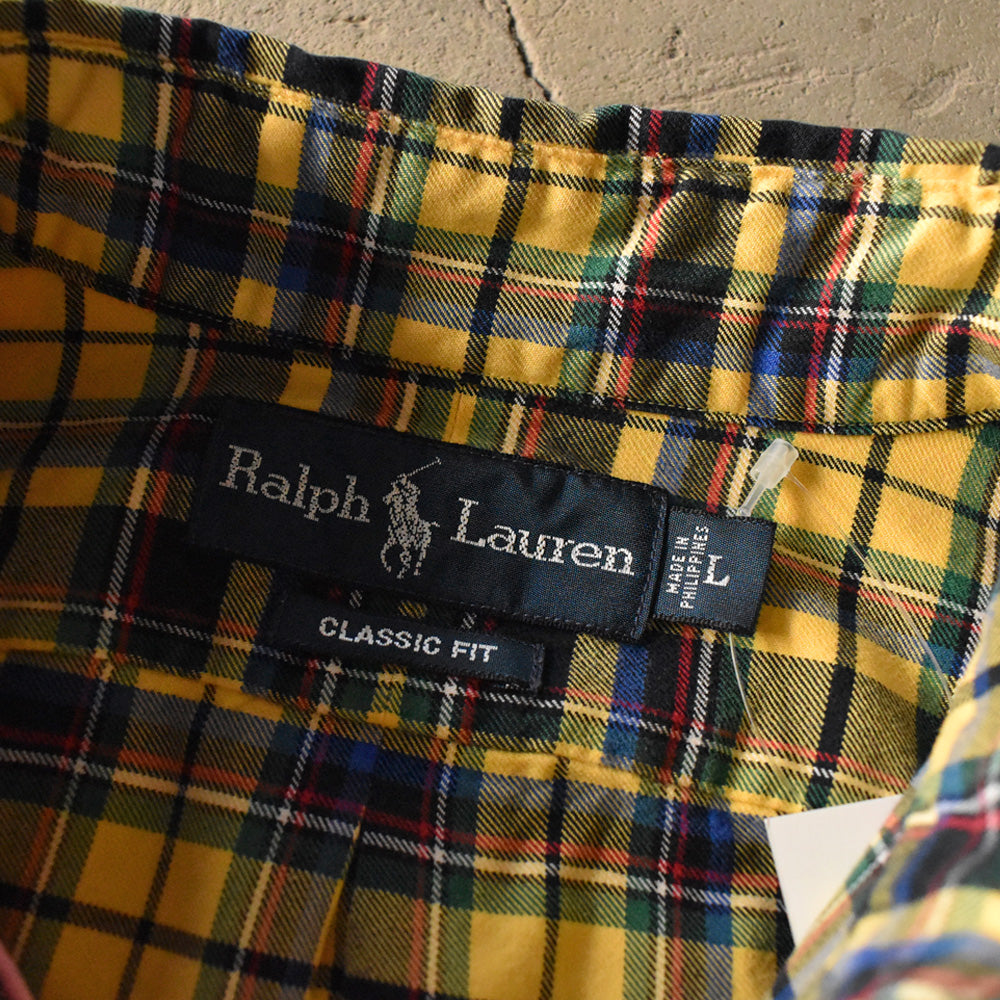 Ralph Lauren
MADE IN
PHILIPPINES
L
CLASSIC FIT